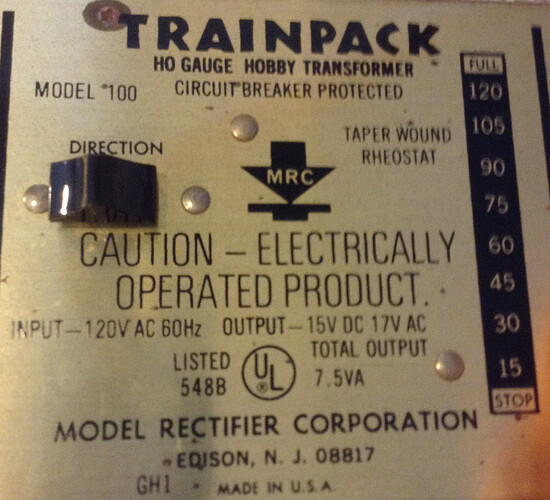 TRAINPACK
HO GAUGE HOBBY TRANSFORMER
MODEL 100 CIRCUIT BREAKER PROTECTED
DIRECTION
TAPER WOUND
RHEOSTAT
MRC
CAUTION – ELECTRICALLY
OPERATED PRODUCT.
INPUT–120V AC 60Hz OUTPUT–15V DC 17V AC
LISTED
548B
UL
®
TOTAL OUTPUT
7.5VA
MODEL RECTIFIER CORPORATION
EDISON, N. J. 08817
GH1 MADE IN U.S.A.
FULL
120
105
90
75
60
45
30
15
STOP